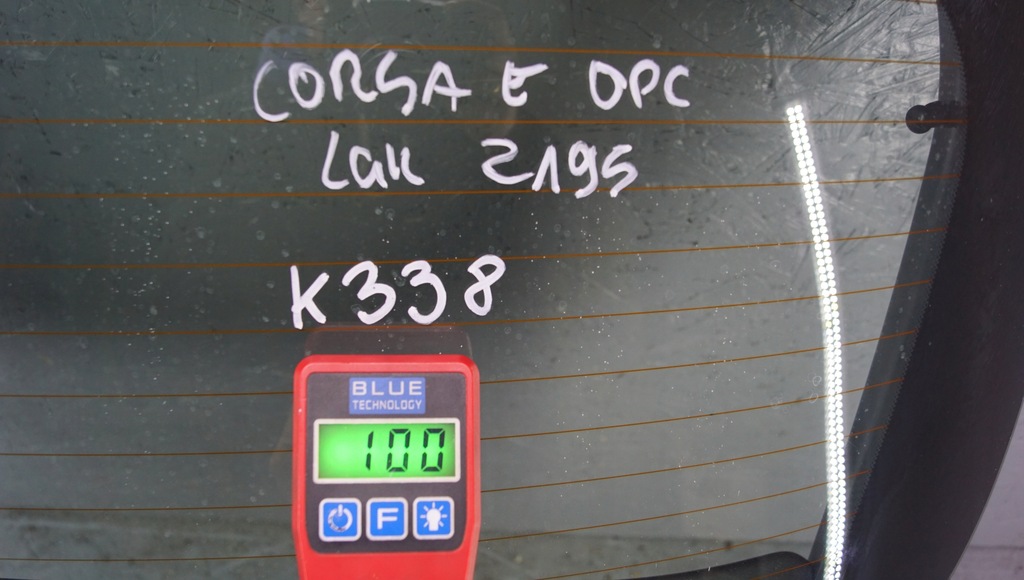 CORSA E OPC
Lak Z195
K338
BLUE
TECHNOLOGY
100
F